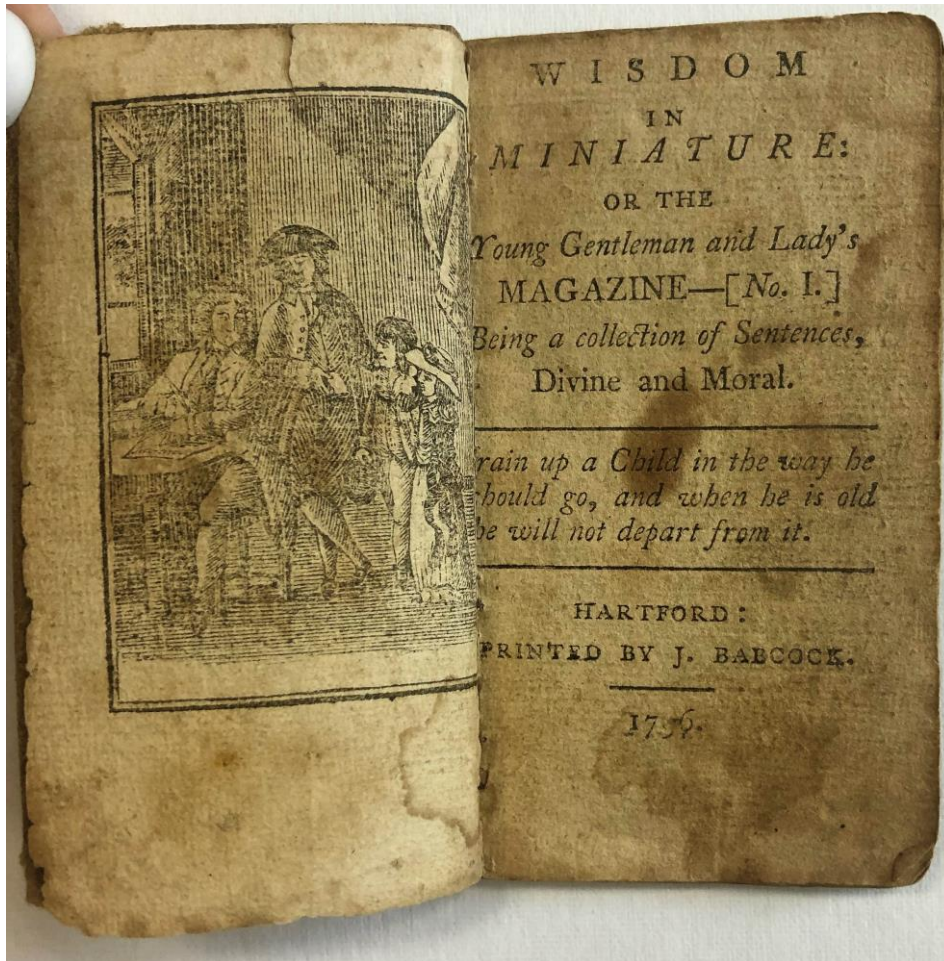 WISDOM
IN
MINIATURE:
OR THE
Young Gentleman and Lady's
MAGAZINE—[No. I.]
Being a collection of Sentences,
Divine and Moral.
rain up a Child in the way he
should go, and when he is old
he will not depart from it.
HARTFORD:
PRINTED BY J. BABCOCK.